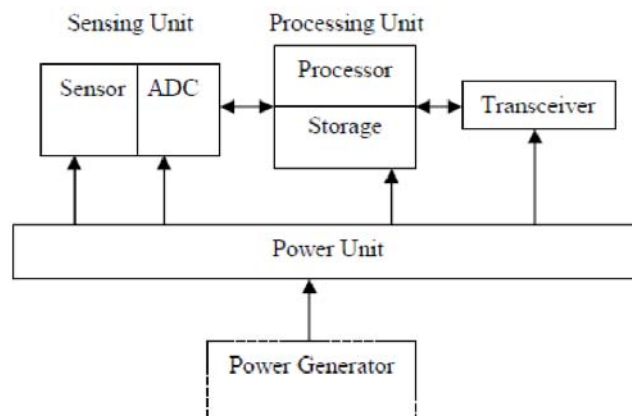 Sensing Unit
Processing Unit
Sensor
ADC
Processor
Storage
Transceiver
Power Unit
Power Generator